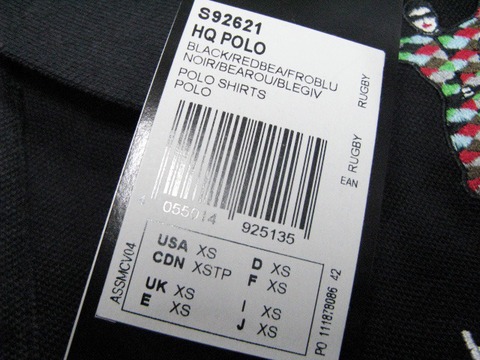 S92621
HQ POLO
BLACK/REDBEA/FROBLU
NOIR/BEAROU/BLEGIV
POLO SHIRTS
POLO
RUGBY
RUGBY
EAN
055014
925135
USA XS
D XS
CDN XSTP
F XS
UK XS
I XS
E XS
J XS
ASSMCV04
PO 111878086 42